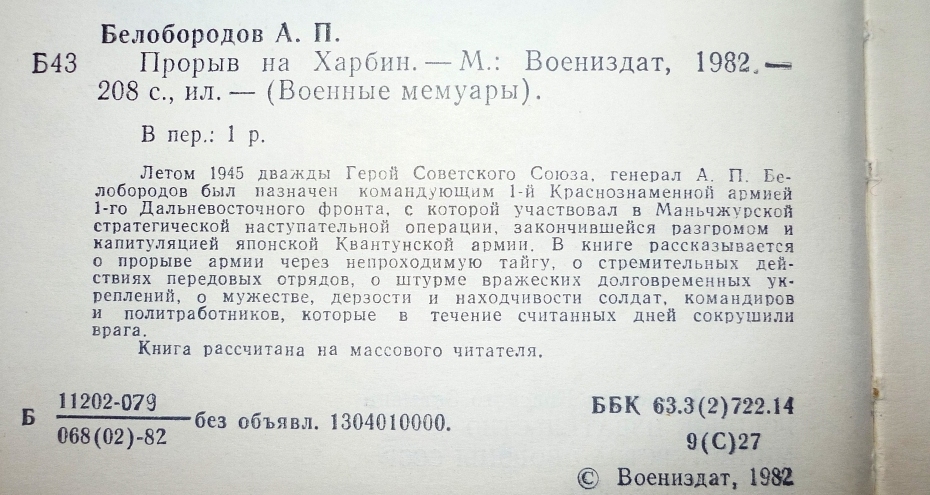 Белобородов А. П.
Б43 Прорыв на Харбин. — М.: Воениздат, 1982. —
208 с., ил. — (Военные мемуары).
В пер.: 1 р.
Летом 1945 дважды Герой Советского Союза, генерал А. П. Бе-
лобородов был назначен командующим 1-й Краснознаменной армией
1-го Дальневосточного фронта, с которой участвовал в Маньчжурской
стратегической наступательной операции, закончившейся разгромом и
капитуляцией японской Квантунской армии. В книге рассказывается
о прорыве армии через непроходимую тайгу, о стремительных дей-
ствиях передовых отрядов, о штурме вражеских долговременных ук-
реплений, о мужестве, дерзости и находчивости солдат, командиров
и политработников, которые в течение считанных дней сокрушили
врага.
Книга рассчитана на массового читателя.
Б 11202-079
068(02)-82 без объявл. 1304010000.
ББК 63.3(2)722.14
9(С)27
© Воениздат, 1982